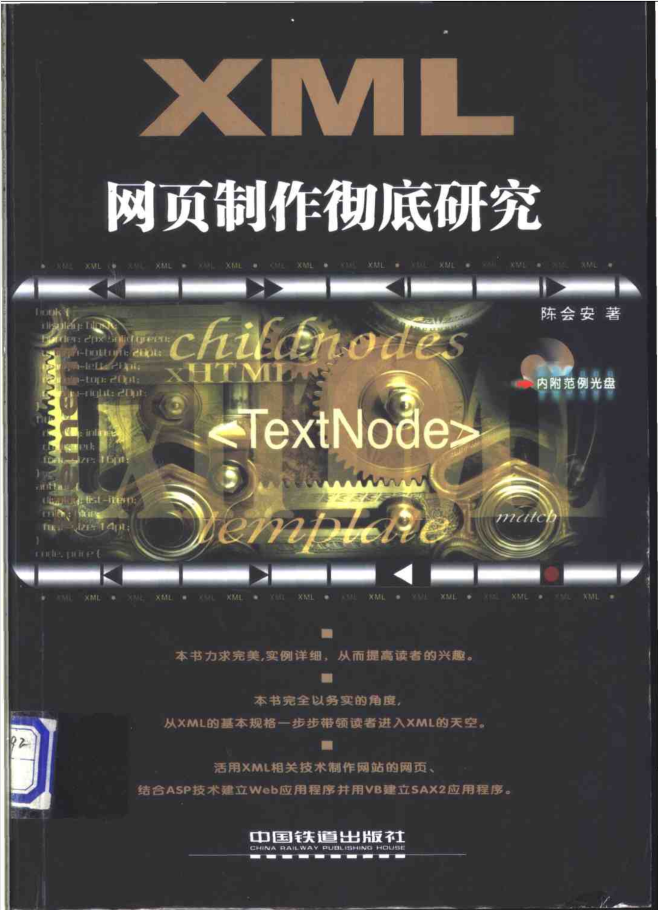 XML
网页制作彻底研究
陈会安 著
内附范例光盘
childnodes
xHTML
<TextNode>
template
match
本书力求完美,实例详细，从而提高读者的兴趣。
本书完全以务实的角度,
从XML的基本规格一步步带领读者进入XML的天空。
活用XML相关技术制作网站的网页、
结合ASP技术建立Web应用程序并用VB建立SAX2应用程序。
中国铁道出版社
CHINA RAILWAY PUBLISHING HOUSE